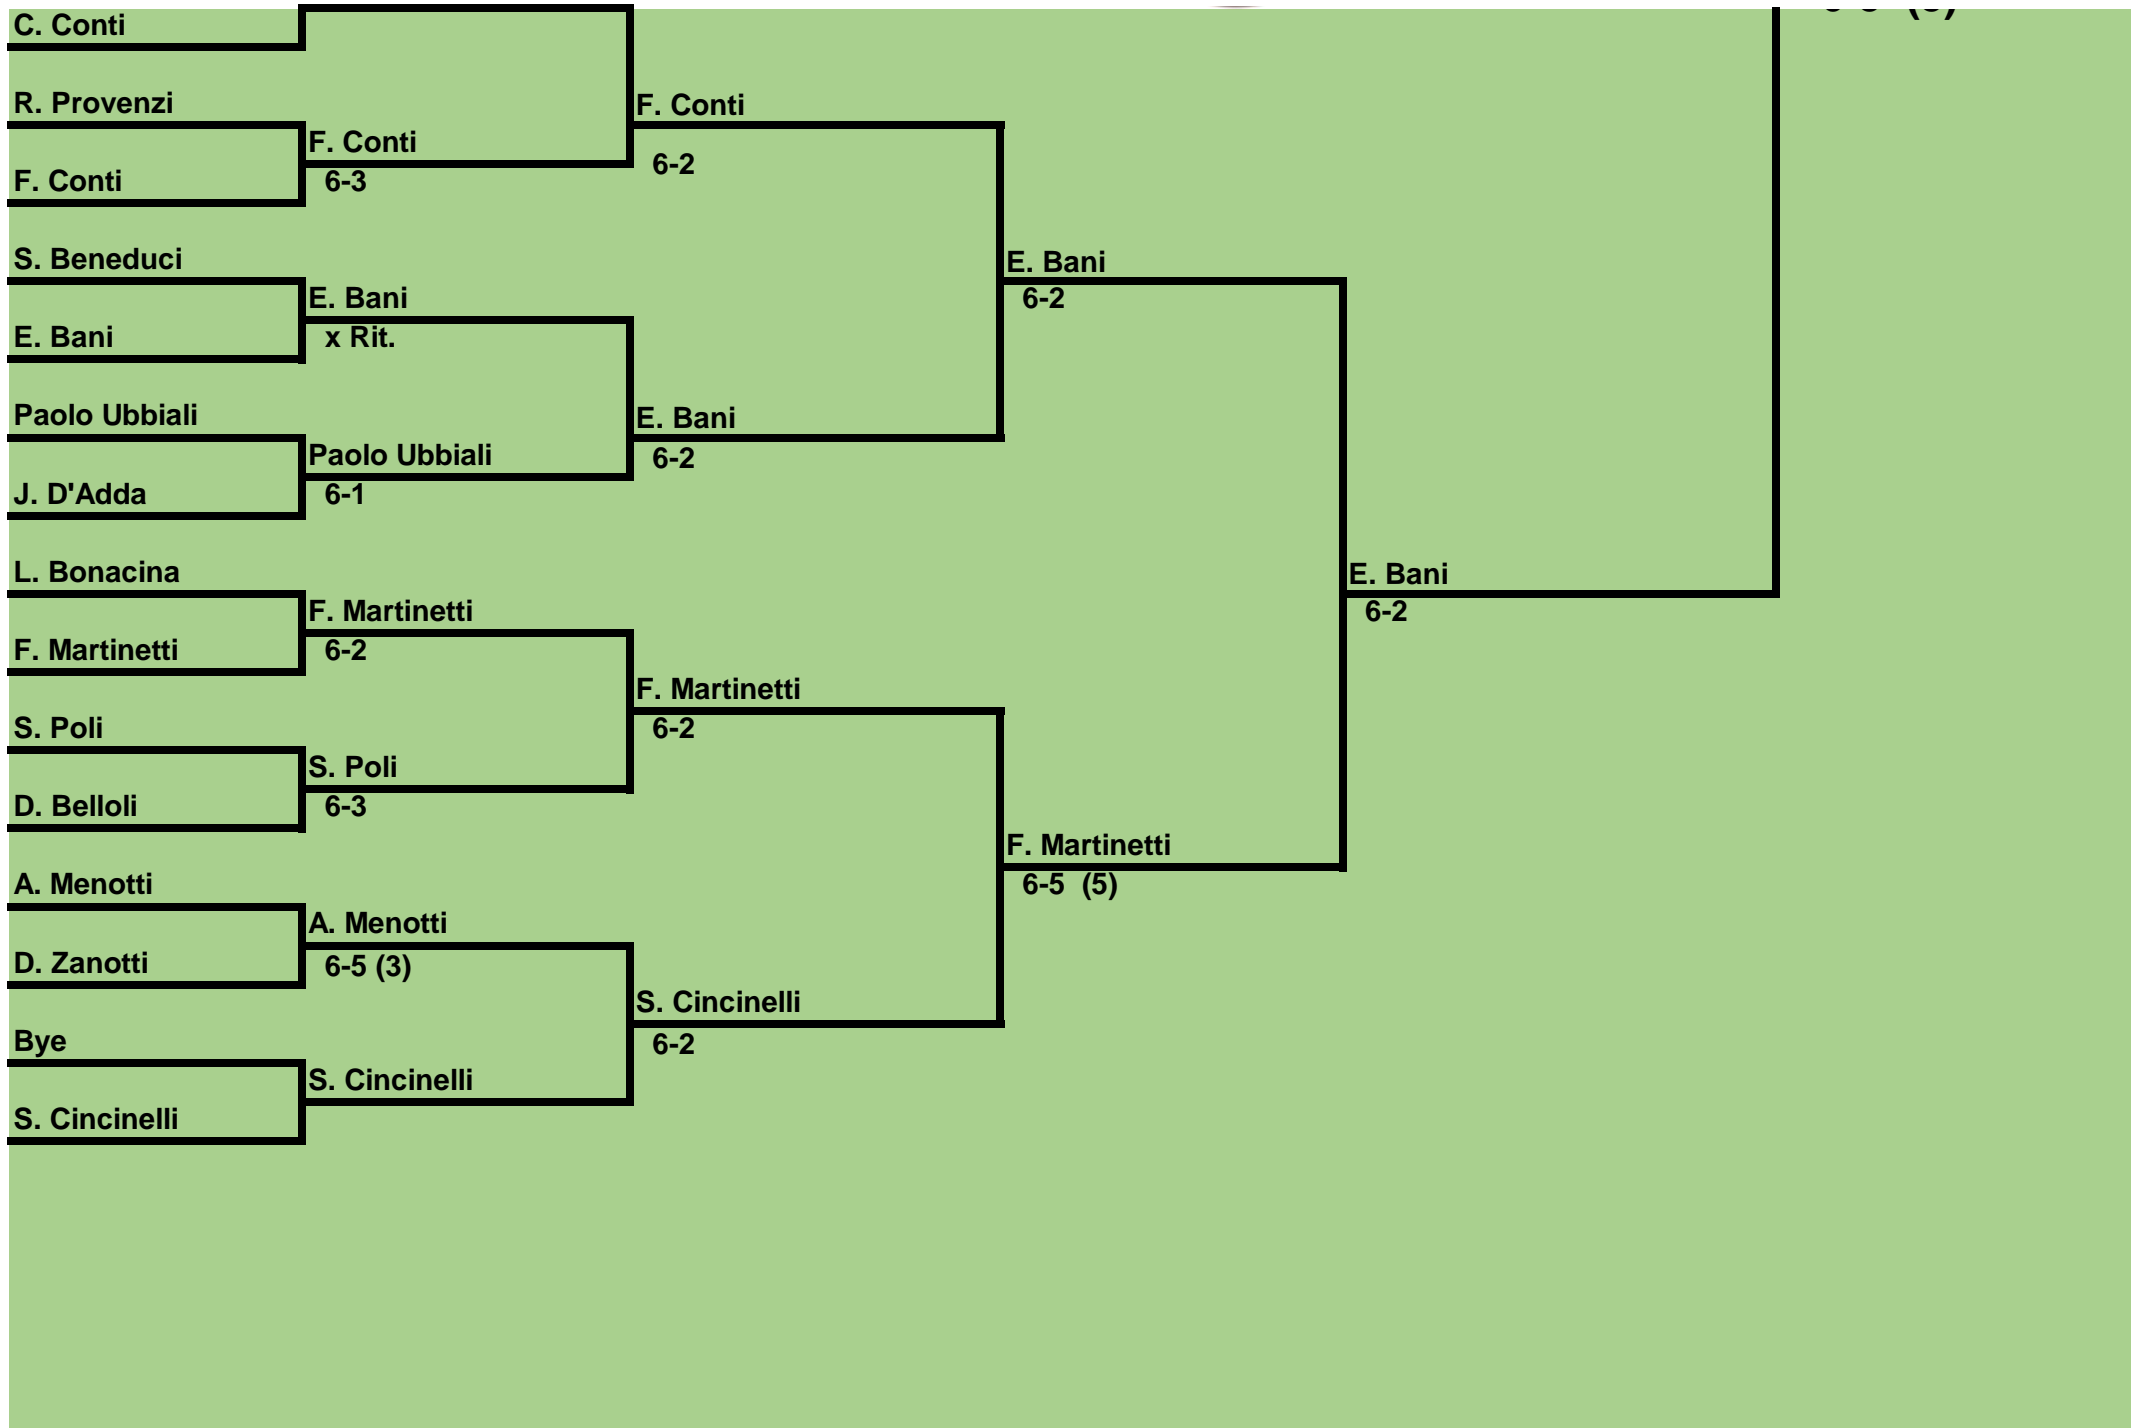 C. Conti
R. Provenzi
F. Conti
F. Conti
6-3
F. Conti
6-2
S. Beneduci
E. Bani
E. Bani
6-2
E. Bani
x Rit.
Paolo Ubbiali
E. Bani
Paolo Ubbiali
6-2
J. D'Adda
6-1
L. Bonacina
E. Bani
F. Martinetti
6-2
F. Martinetti
6-2
F. Martinetti
S. Poli
6-2
S. Poli
D. Belloli
6-3
F. Martinetti
A. Menotti
6-5 (5)
A. Menotti
D. Zanotti
6-5 (3)
S. Cincinelli
Bye
6-2
S. Cincinelli
S. Cincinelli